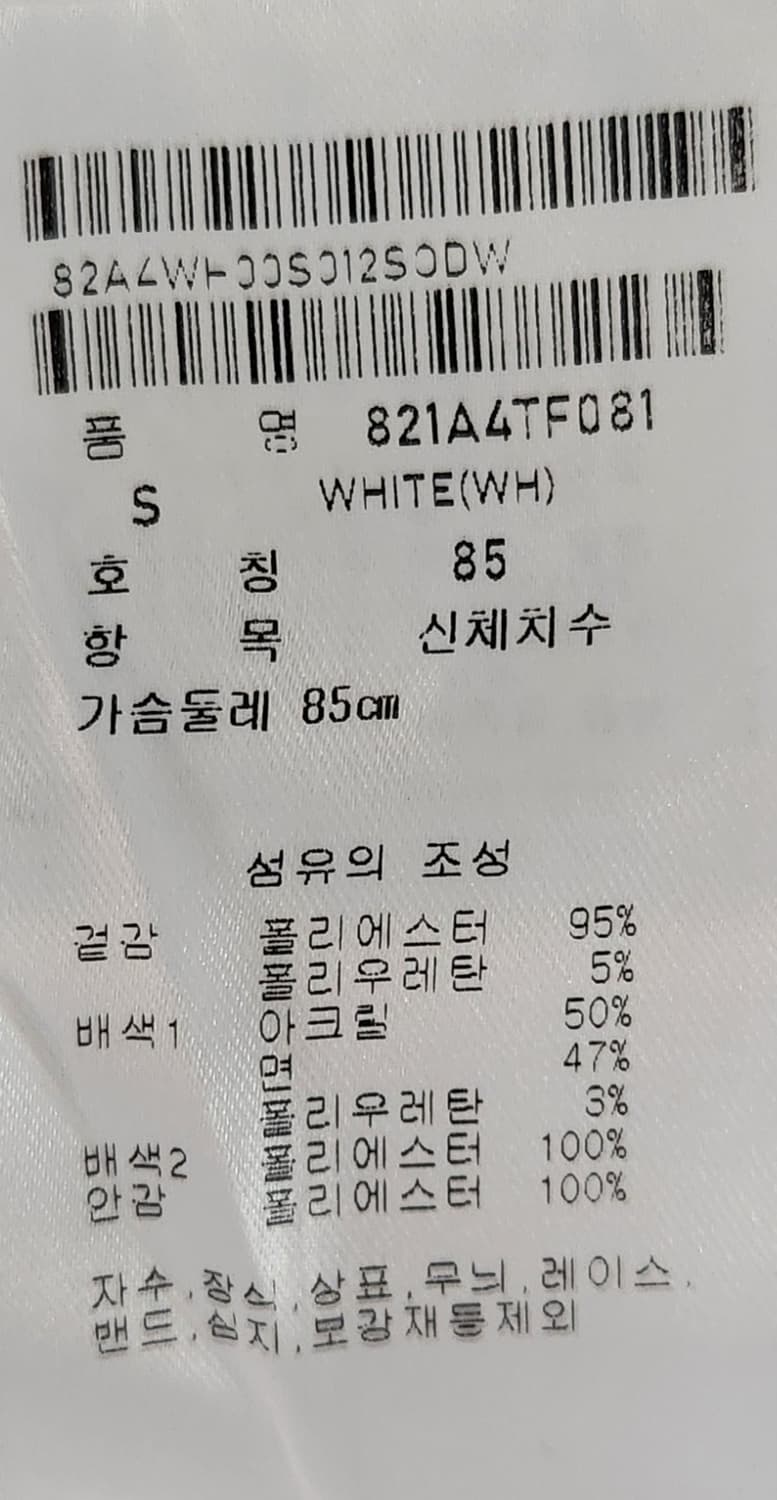 품 명 821A4TF081
S WHITE(WH)
호 칭 85
항 목 신체치수
가슴둘레 85㎝
섬유의 조성
겉감 폴리에스터 95%
폴리우레탄 5%
배색1 아크릴 50%
면 47%
폴리우레탄 3%
배색2 폴리에스터 100%
안감 폴리에스터 100%
자수,장식,상표,무늬,레이스,
밴드,심지,보강재등제외